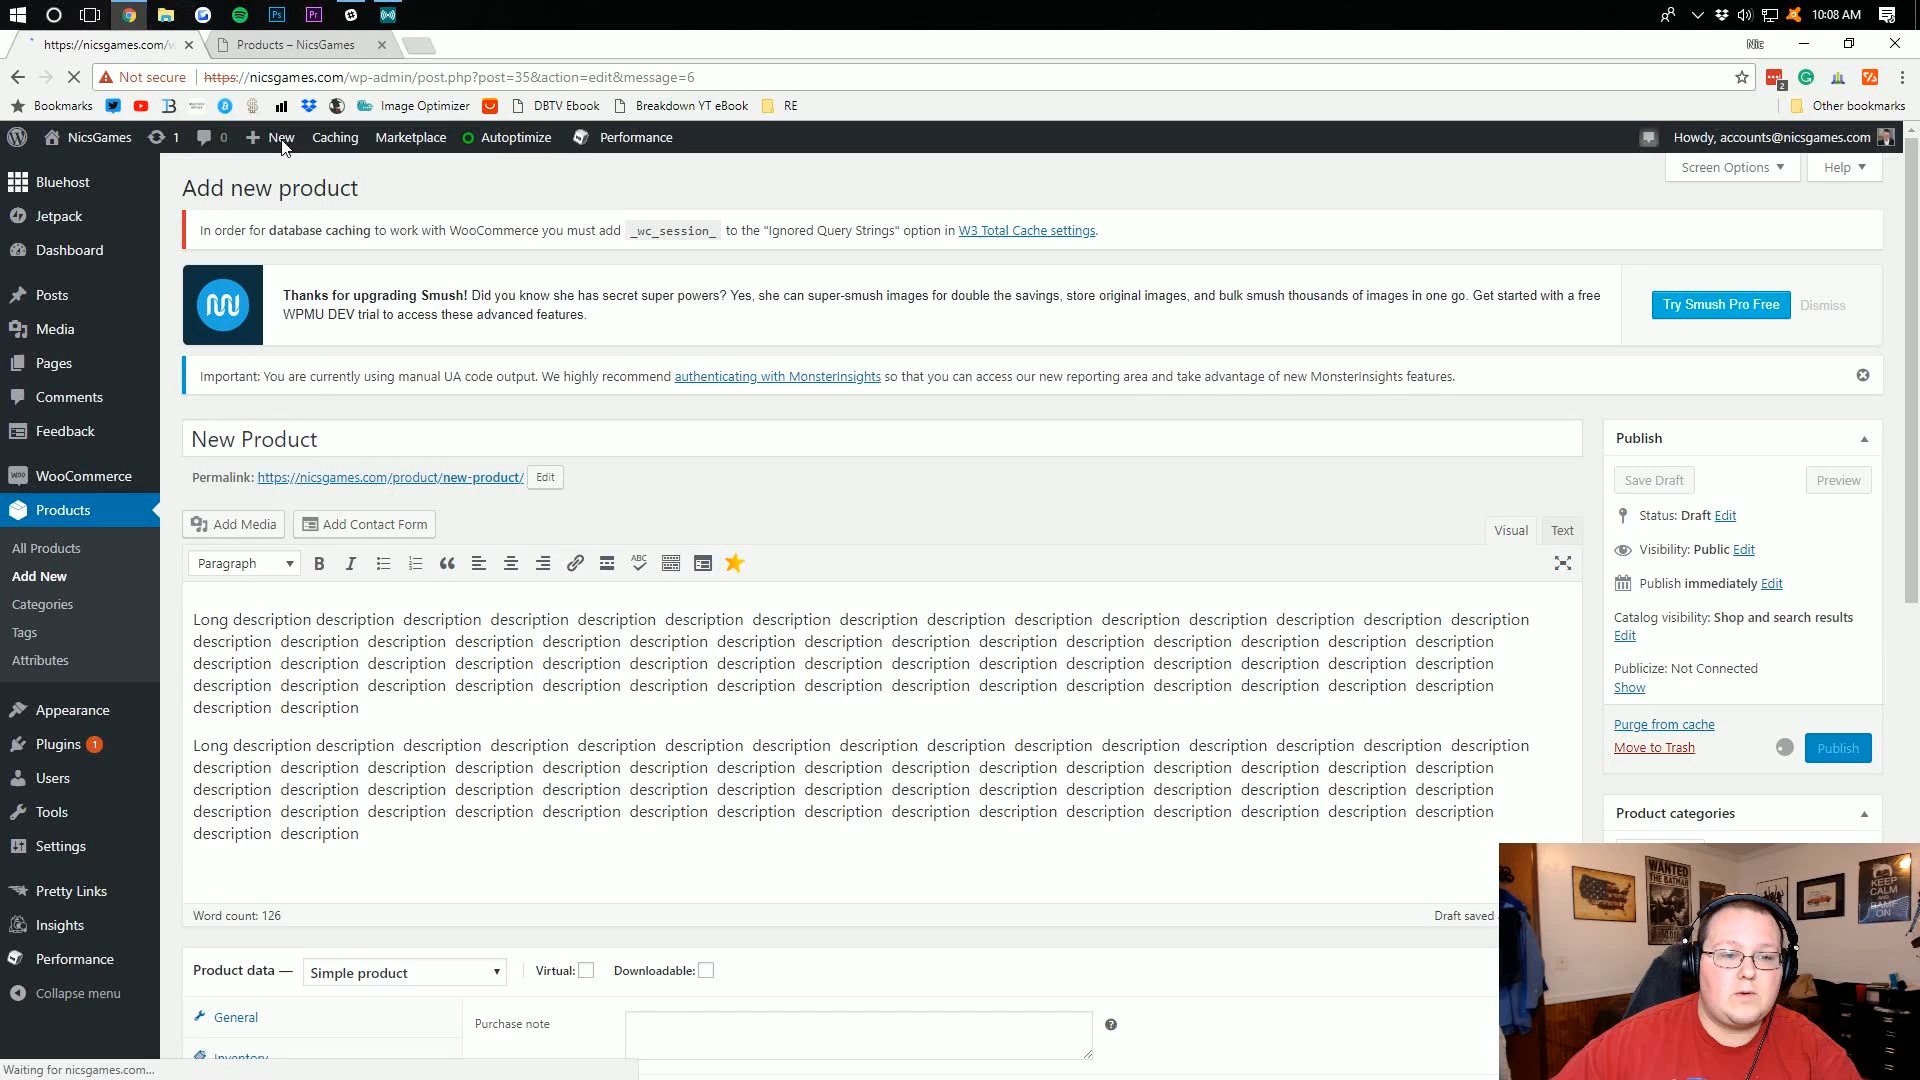 10:08 AM
https://nicsgames.com/w
Products – NicsGames
Nic
Not secure
https://nicsgames.com/wp-admin/post.php?post=35&action=edit&message=6
2
Bookmarks
Image Optimizer
DBTV Ebook
Breakdown YT eBook
RE
Other bookmarks
NicsGames
1
0
New
Caching
Marketplace
Autoptimize
Performance
Howdy, accounts@nicsgames.com
Screen Options
Help
Bluehost
Jetpack
Dashboard
Posts
Media
Pages
Comments
Feedback
WooCommerce
Products
All Products
Add New
Categories
Tags
Attributes
Appearance
Plugins 1
Users
Tools
Settings
Pretty Links
Insights
Performance
Collapse menu
Add new product
In order for database caching to work with WooCommerce you must add _wc_session_ to the "Ignored Query Strings" option in W3 Total Cache settings.
Thanks for upgrading Smush! Did you know she has secret super powers? Yes, she can super-smush images for double the savings, store original images, and bulk smush thousands of images in one go. Get started with a free
WPMU DEV trial to access these advanced features.
Try Smush Pro Free
Dismiss
Important: You are currently using manual UA code output. We highly recommend authenticating with MonsterInsights so that you can access our new reporting area and take advantage of new MonsterInsights features.
New Product
Permalink: https://nicsgames.com/product/new-product/
Edit
Add Media
Add Contact Form
Visual
Text
Paragraph
B
I
ABC
Long description description description description description description description description description description description description description description description
description description description description description description description description description description description description description description description
description description description description description description description description description description description description description description description
description description description description description description description description description description description description description description description
description description
Long description description description description description description description description description description description description description description description
description description description description description description description description description description description description description description description
description description description description description description description description description description description description description description description
description description description description description description description description description description description description description description description
description description
Word count: 126
Draft saved
Product data —
Simple product
Virtual:
Downloadable:
General
Inventory
Purchase note
Publish
Save Draft
Preview
Status: Draft Edit
Visibility: Public Edit
Publish immediately Edit
Catalog visibility: Shop and search results
Edit
Publicize: Not Connected
Show
Purge from cache
Move to Trash
Publish
Product categories
WANTED
THE BATMAN
KEEP
CALM
AND
ON
Waiting for nicsgames.com...